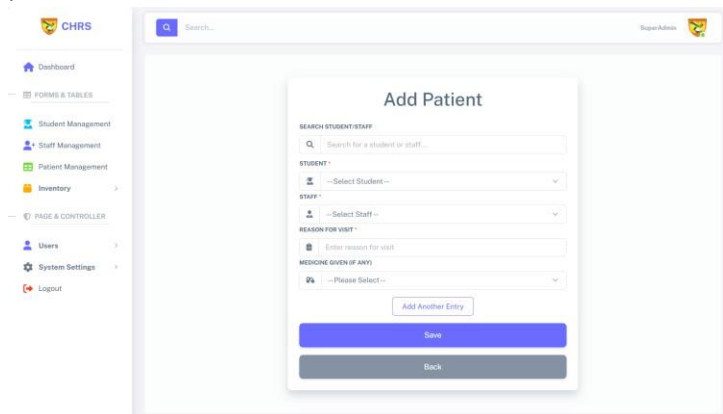 CHRS
Search...
SuperAdmin
Dashboard
FORMS & TABLES
Student Management
Staff Management
Patient Management
Inventory
PAGE & CONTROLLER
Users
System Settings
Logout
Add Patient
SEARCH STUDENT/STAFF
Search for a student or staff...
STUDENT *
--Select Student--
STAFF *
--Select Staff--
REASON FOR VISIT *
Enter reason for visit
MEDICINE GIVEN (IF ANY)
--Please Select--
Add Another Entry
Save
Back